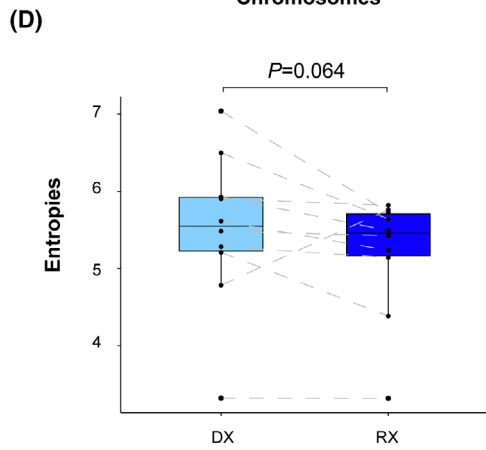 Chromosomes
(D)
P=0.064
7
6
5
4
Entropies
DX
RX